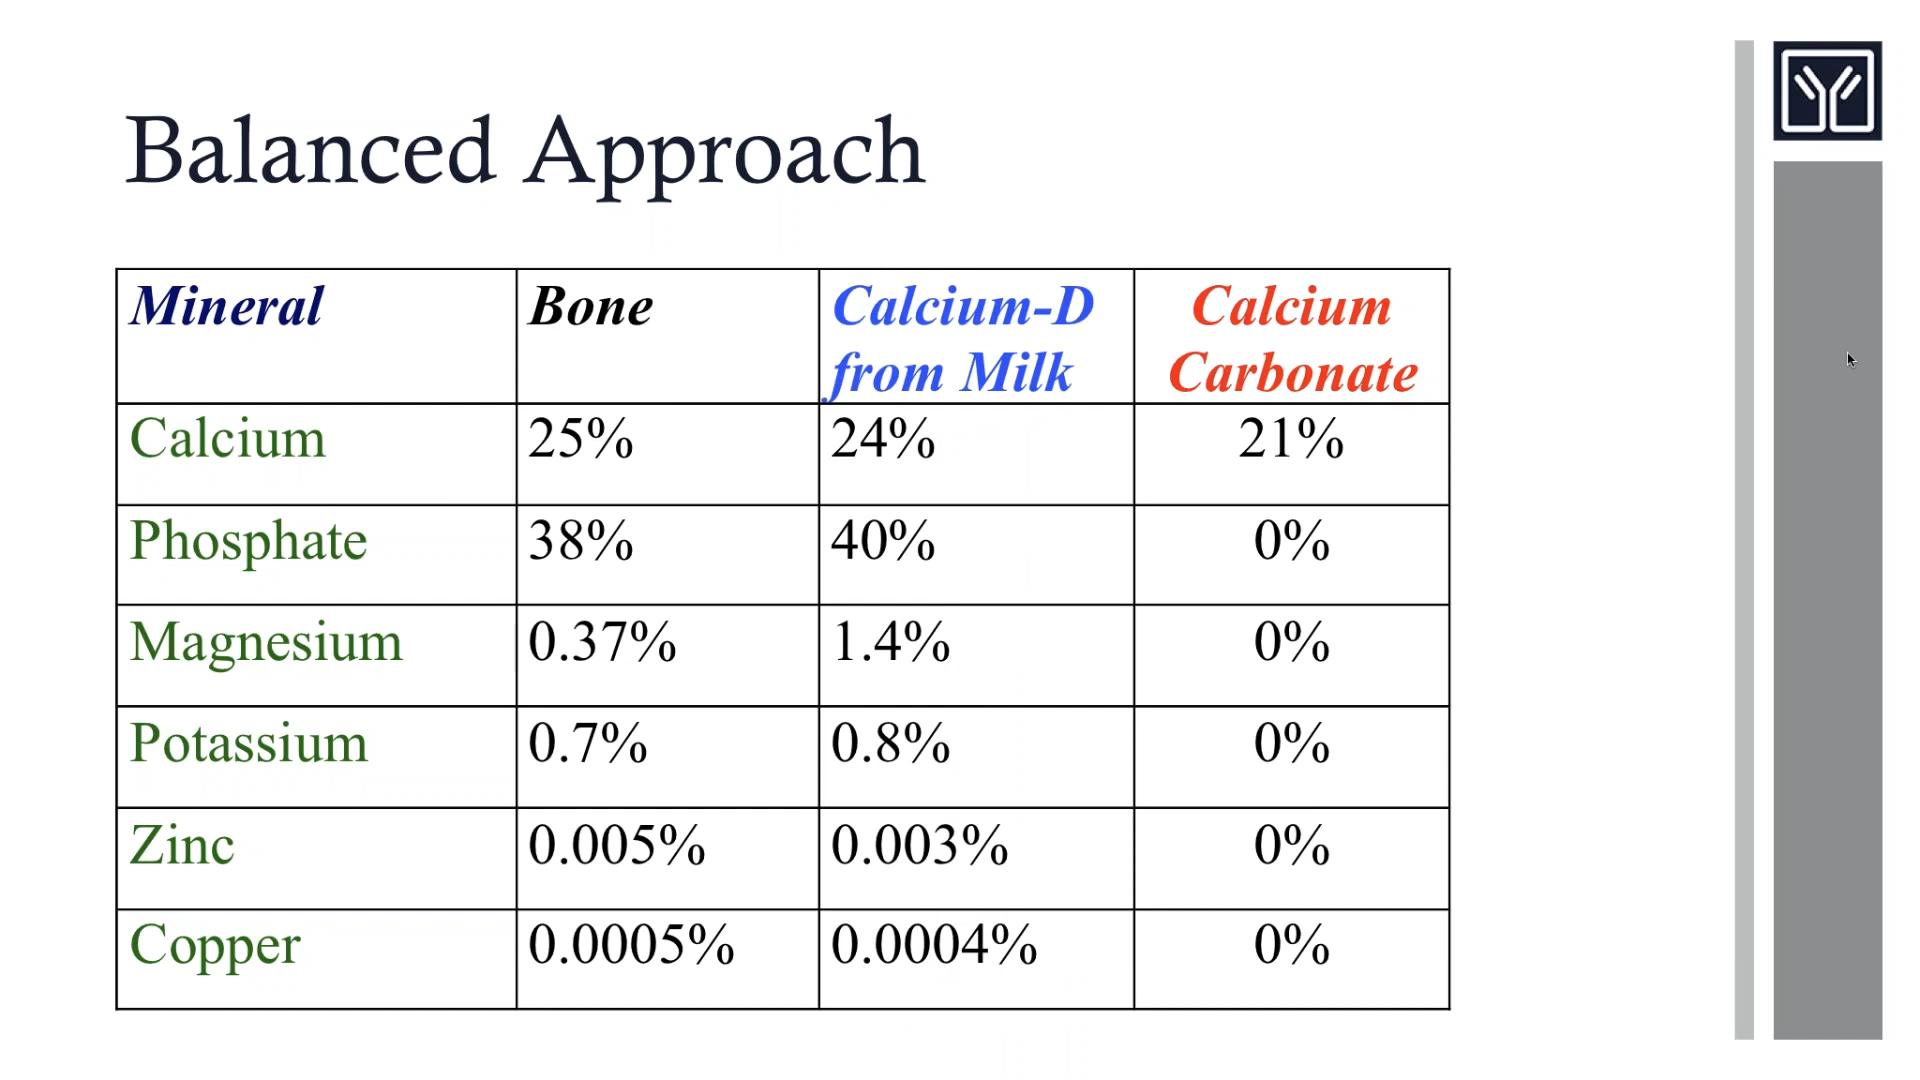 Balanced Approach
Mineral Bone Calcium-D from Milk Calcium Carbonate
Calcium 25% 24% 21%
Phosphate 38% 40% 0%
Magnesium 0.37% 1.4% 0%
Potassium 0.7% 0.8% 0%
Zinc 0.005% 0.003% 0%
Copper 0.0005% 0.0004% 0%